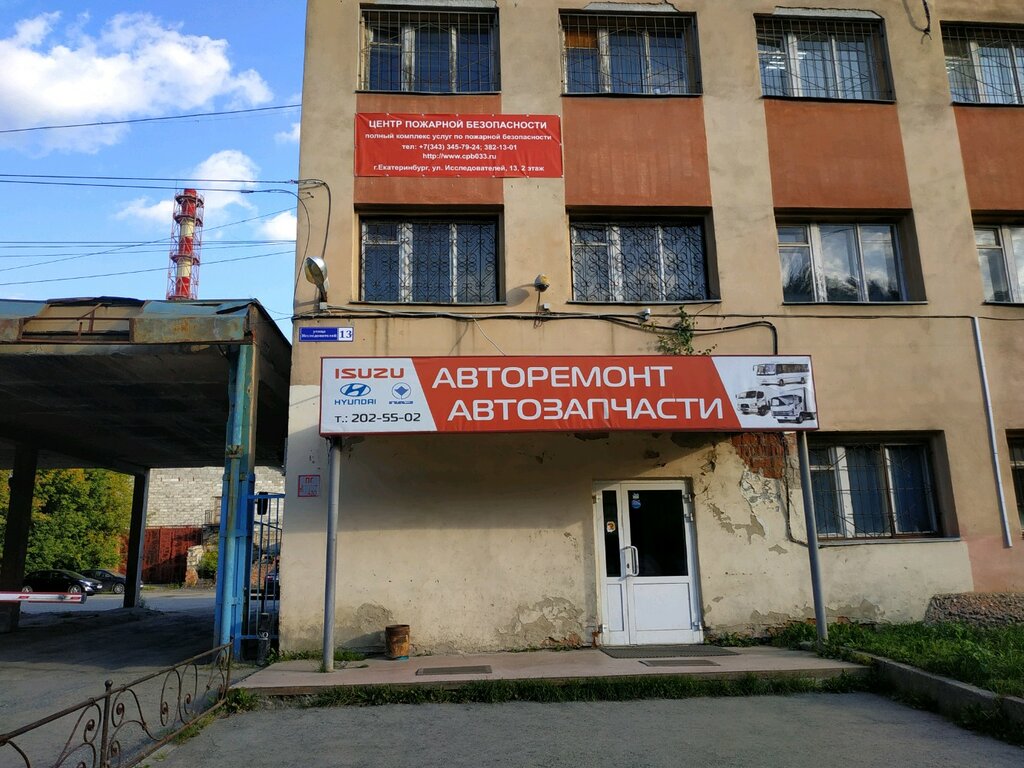 ЦЕНТР ПОЖАРНОЙ БЕЗОПАСНОСТИ
полный комплекс услуг по пожарной безопасности
тел: +7(343) 345-79-24; 382-13-01
http://www.cpb033.ru
г.Екатеринбург, ул. Исследователей, 13, 2 этаж
улица
Исследователей 13
ISUZU
HYUNDAI
т.: 202-55-02
АВТОРЕМОНТ
АВТОЗАПЧАСТИ
ПГ